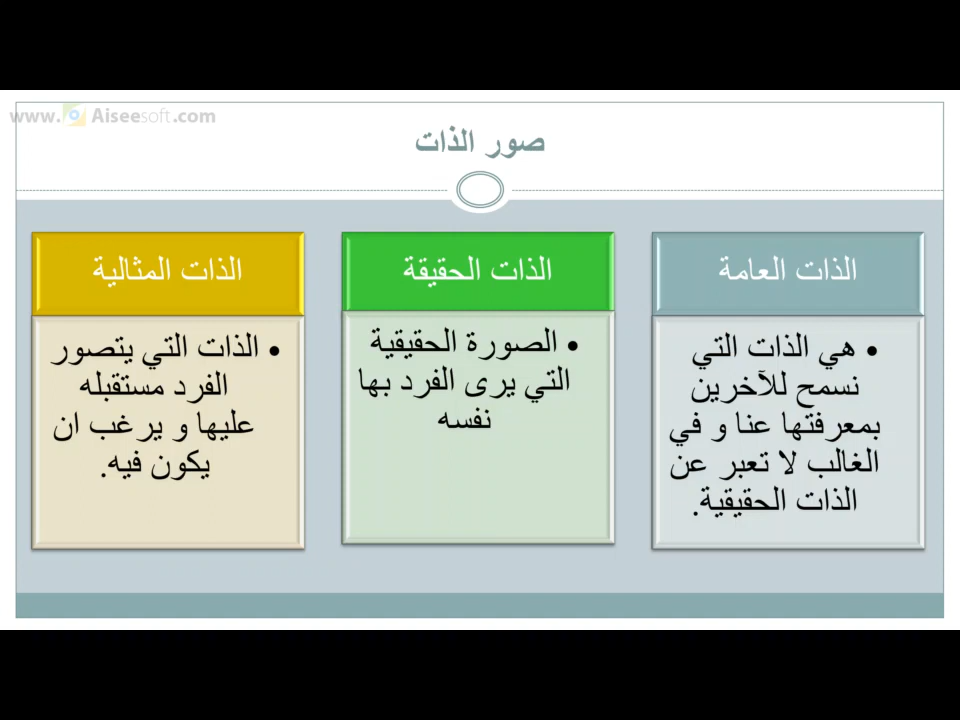 www.Aiseesoft.com
صور الذات
الذات العامة
• هي الذات التي
نسمح للآخرين
بمعرفتها عنا و في
الغالب لا تعبر عن
الذات الحقيقية.
الذات الحقيقة
• الصورة الحقيقية
التي يرى الفرد بها
نفسه
الذات المثالية
• الذات التي يتصور
الفرد مستقبله
عليها و يرغب ان
يكون فيه.